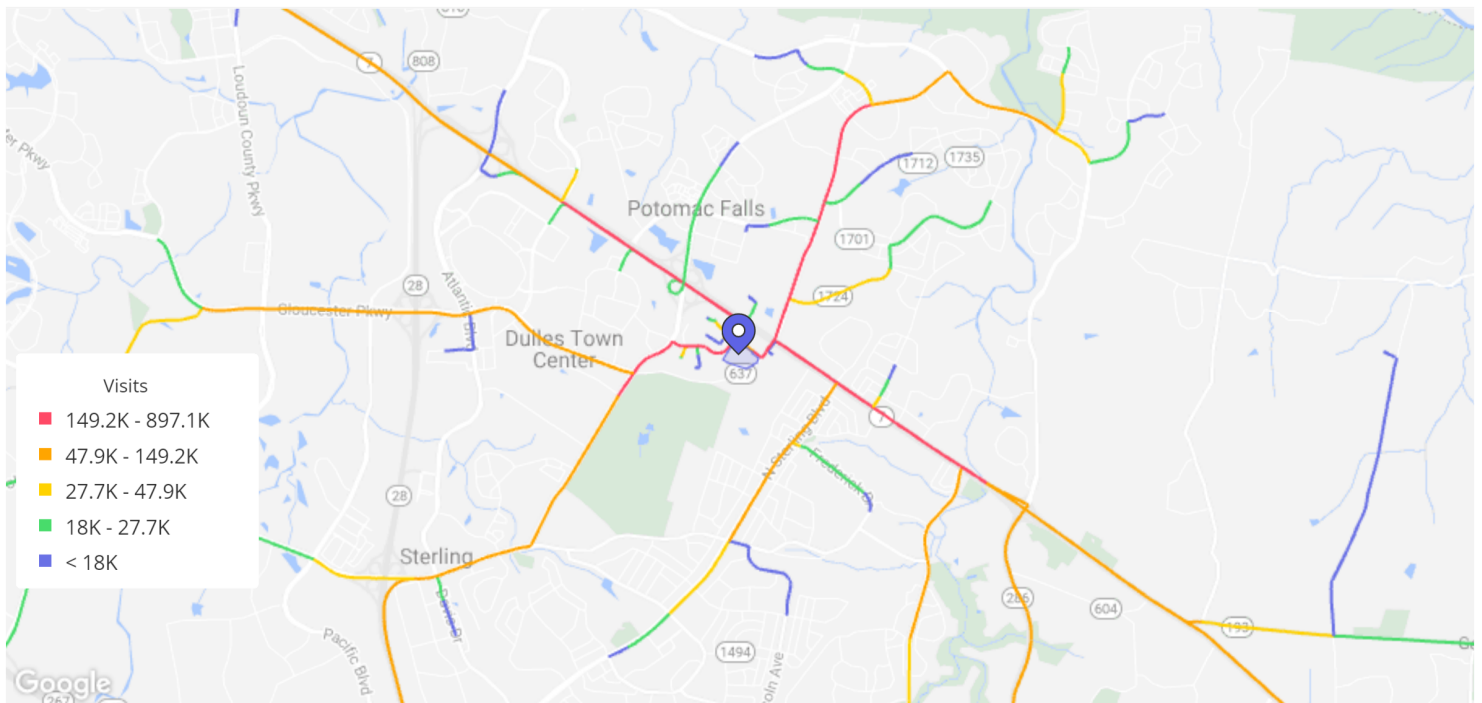 7
808
Loudoun County Pkwy
1712
1735
Potomac Falls
1701
28
Atlantic Blvd
1724
Gloucester Pkwy
Dulles Town
Center
637
Visits
149.2K - 897.1K
47.9K - 149.2K
27.7K - 47.9K
18K - 27.7K
< 18K
7
N Sterling Blvd
Frederick Dr
28
Sterling
286
604
Davis Dr
193
Pacific Blvd
1494
Google
267